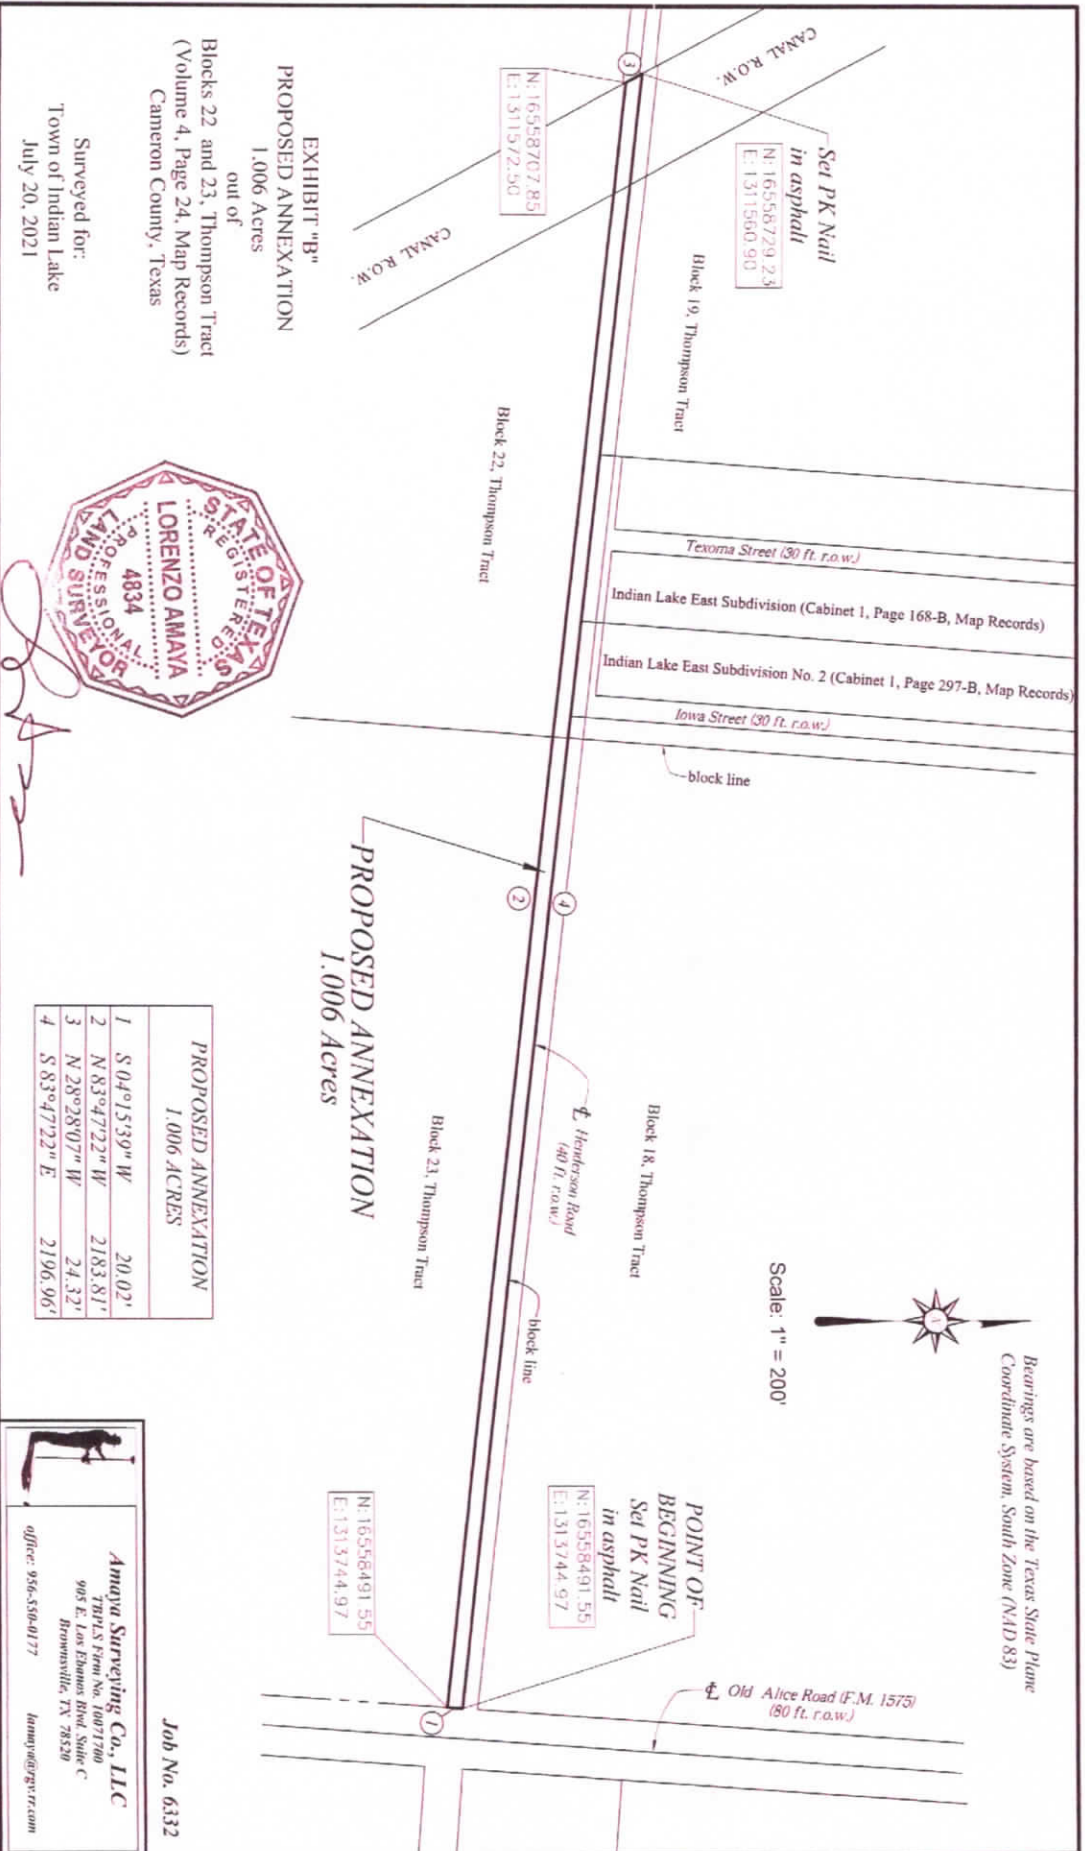 Bearings are based on the Texas State Plane
Coordinate System, South Zone (NAD 83)
Scale: 1" = 200'
CANAL R.O.W.
Set PK Nail
in asphalt
N: 16558729.23
E: 1311560.90
Block 19, Thompson Tract
Texoma Street (30 ft. r.o.w.)
Indian Lake East Subdivision (Cabinet 1, Page 168-B, Map Records)
Indian Lake East Subdivision No. 2 (Cabinet 1, Page 297-B, Map Records)
Iowa Street (30 ft. r.o.w.)
block line
Block 18, Thompson Tract
℄ Henderson Road
(40 ft. r.o.w.)
block line
POINT OF
BEGINNING
Set PK Nail
in asphalt
N: 16558491.55
E: 1313744.97
℄ Old Alice Road (F.M. 1575)
(80 ft. r.o.w.)
3
4
2
1
N: 16558707.85
E: 1311572.50
CANAL R.O.W.
Block 22, Thompson Tract
PROPOSED ANNEXATION
1.006 Acres
Block 23, Thompson Tract
N: 16558491.55
E: 1313744.97
EXHIBIT "B"
PROPOSED ANNEXATION
1.006 Acres
out of
Blocks 22 and 23, Thompson Tract
(Volume 4, Page 24, Map Records)
Cameron County, Texas
Surveyed for:
Town of Indian Lake
July 20, 2021
STATE OF TEXAS
REGISTERED
LORENZO AMAYA
4834
PROFESSIONAL
LAND SURVEYOR
PROPOSED ANNEXATION
1.006 ACRES
1 S 04°15'39" W 20.02'
2 N 83°47'22" W 2183.81'
3 N 28°28'07" W 24.32'
4 S 83°47'22" E 2196.96'
Job No. 6332
Amaya Surveying Co., LLC
TBPLS Firm No. 10071700
905 E. Los Ebanos Blvd. Suite C
Brownsville, TX 78520
office: 956-550-0177 lamaya@rgv.rr.com